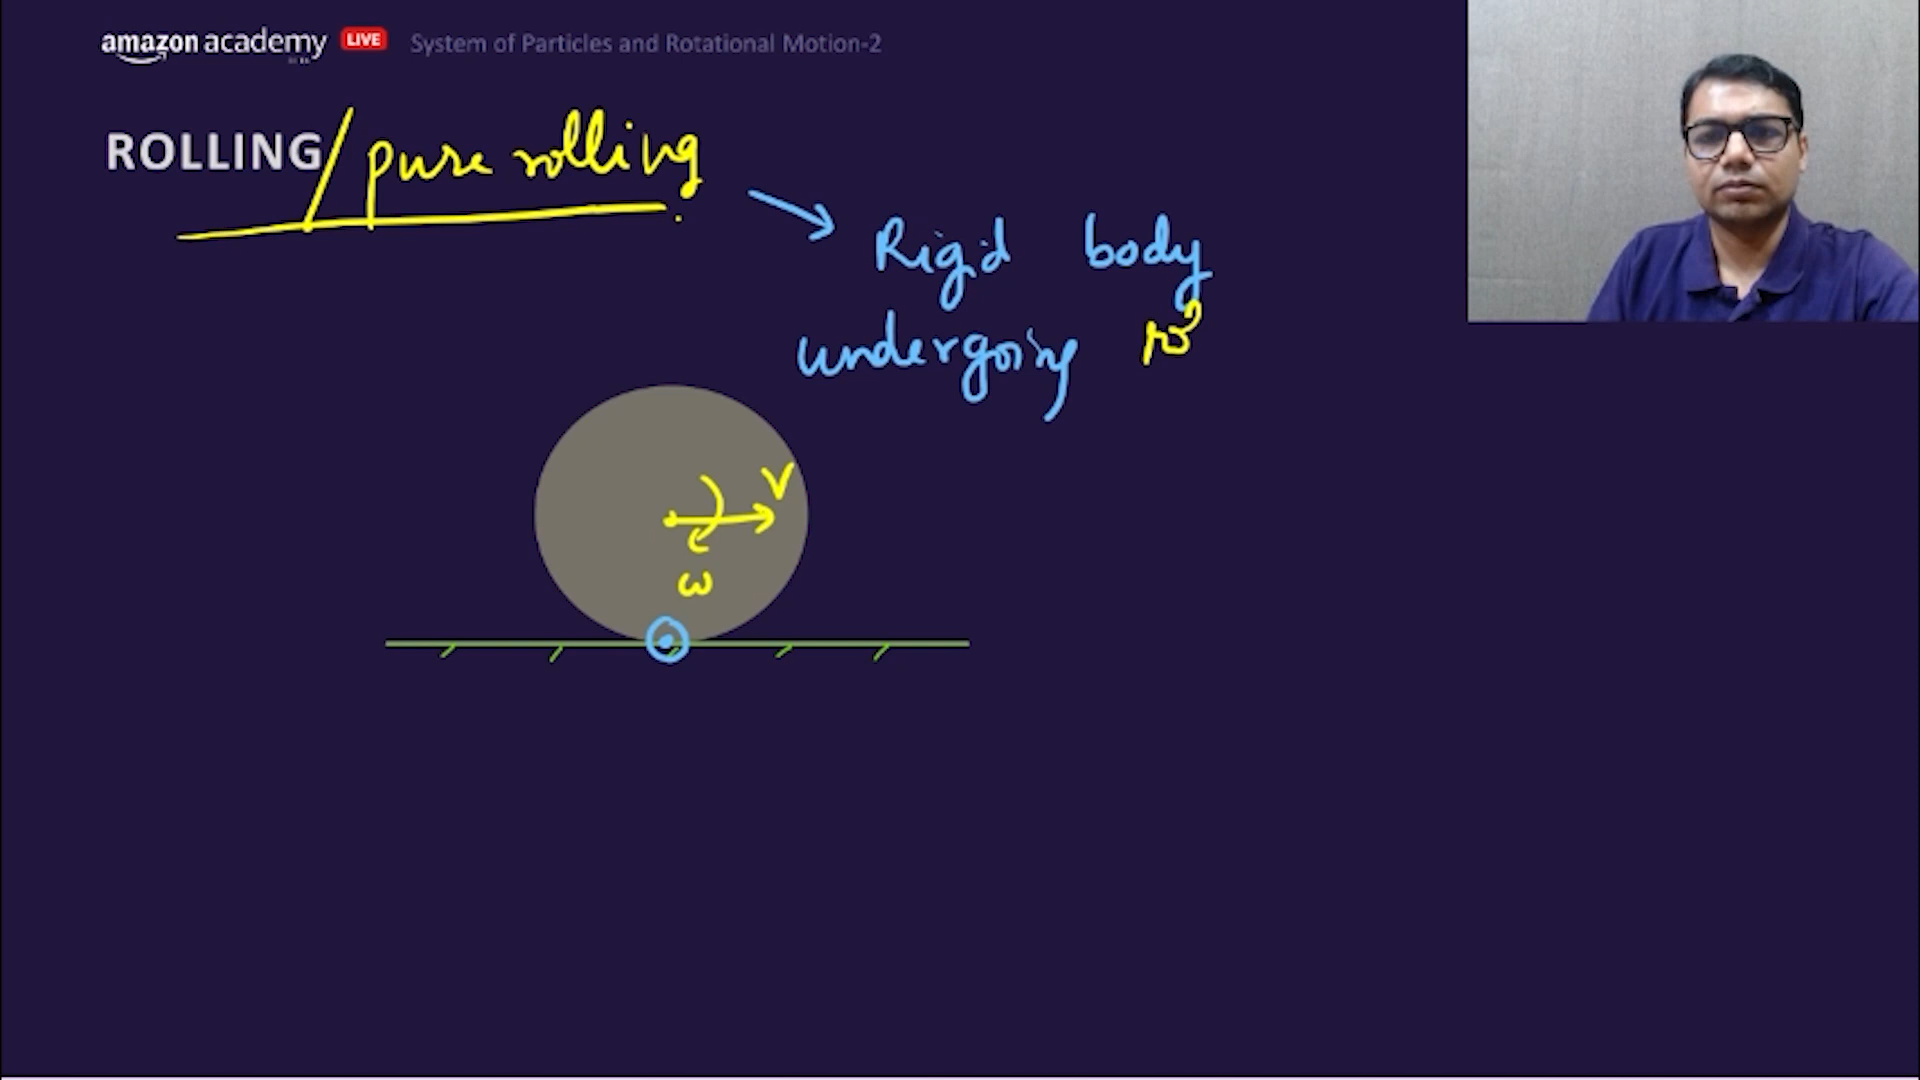 amazon academy LIVE System of Particles and Rotational Motion-2
ROLLING/pure rolling
Rigid body
undergoing
V
ω